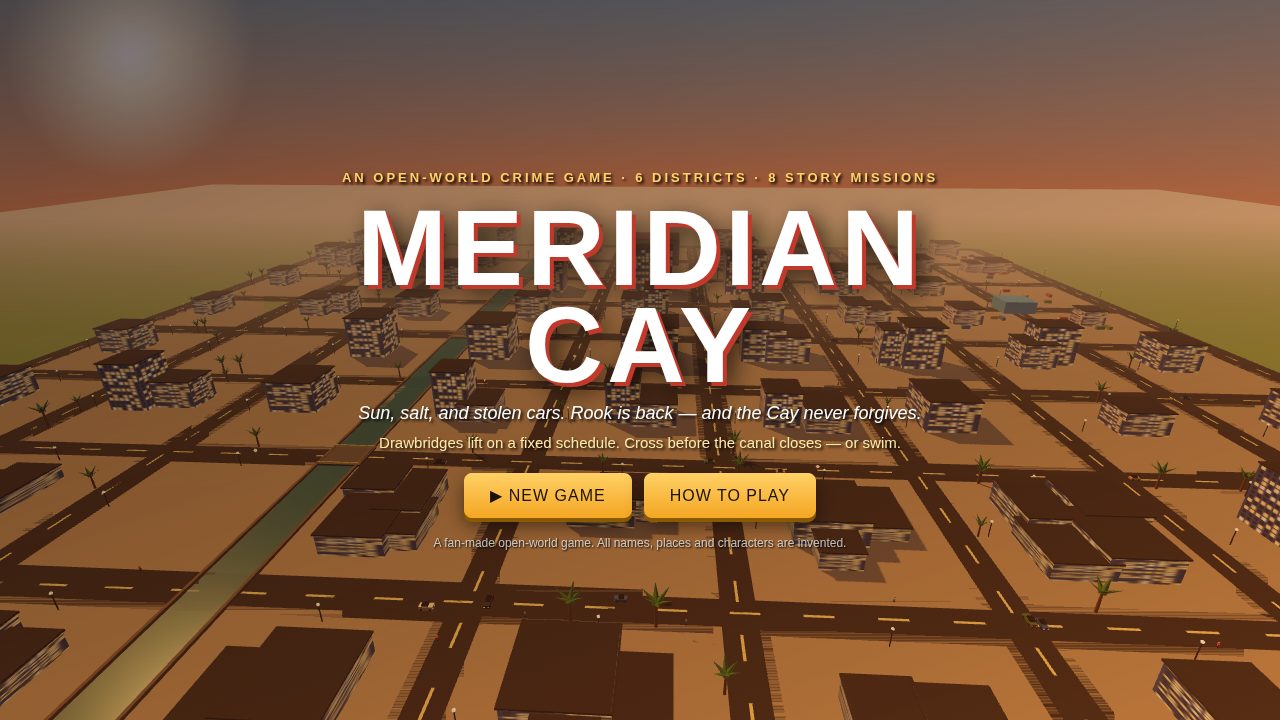 AN OPEN-WORLD CRIME GAME · 6 DISTRICTS · 8 STORY MISSIONS
MERIDIAN
CAY
Sun, salt, and stolen cars. Rook is back — and the Cay never forgives.
Drawbridges lift on a fixed schedule. Cross before the canal closes — or swim.
▶ NEW GAME
HOW TO PLAY
A fan-made open-world game. All names, places and characters are invented.